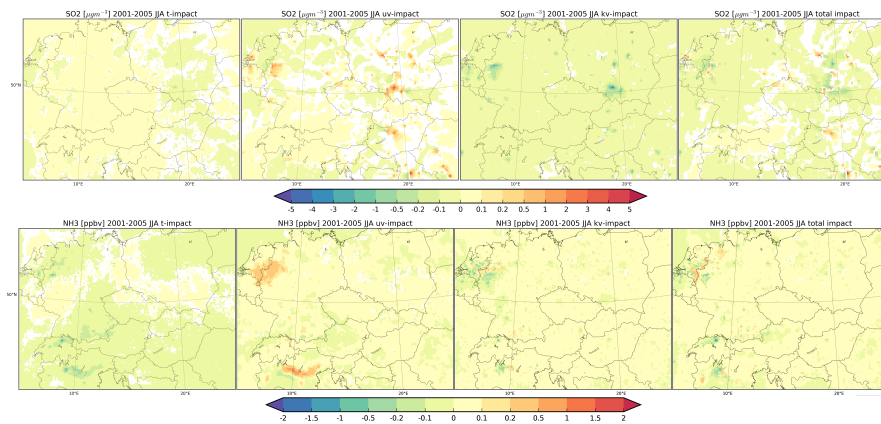 SO2 [μgm⁻³] 2001-2005 JJA t-impact
SO2 [μgm⁻³] 2001-2005 JJA uv-impact
SO2 [μgm⁻³] 2001-2005 JJA kv-impact
SO2 [μgm⁻³] 2001-2005 JJA total impact
50°N
10°E 20°E 10°E 20°E 10°E 20°E 10°E 20°E
-5 -4 -3 -2 -1 -0.5 -0.2 -0.1 0 0.1 0.2 0.5 1 2 3 4 5
NH3 [ppbv] 2001-2005 JJA t-impact
NH3 [ppbv] 2001-2005 JJA uv-impact
NH3 [ppbv] 2001-2005 JJA kv-impact
NH3 [ppbv] 2001-2005 JJA total impact
50°N
10°E 20°E 10°E 20°E 10°E 20°E 10°E 20°E
-2 -1.5 -1 -0.5 -0.2 -0.1 0 0.1 0.2 0.5 1 1.5 2